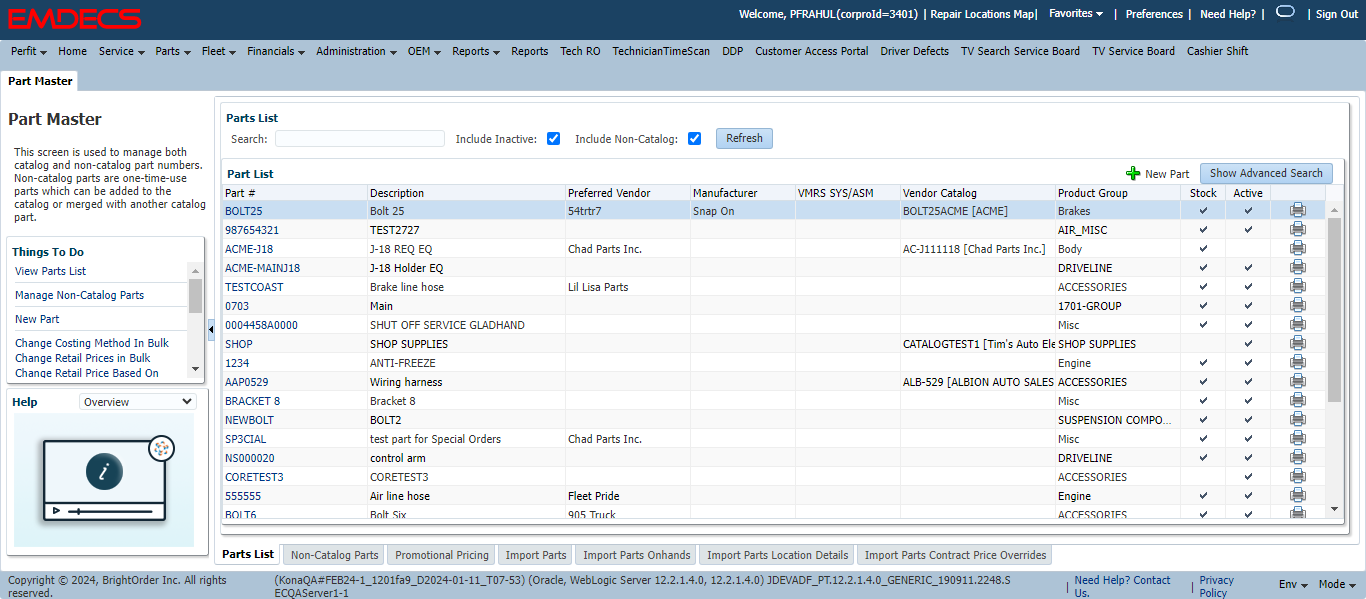 EMDECS
Welcome, PFRAHUL(corproId=3401) | Repair Locations Map| Favorites | Preferences | Need Help? | | Sign Out
Perfit Home Service Parts Fleet Financials Administration OEM Reports Reports Tech RO TechnicianTimeScan DDP Customer Access Portal Driver Defects TV Search Service Board TV Service Board Cashier Shift
Part Master
Part Master
This screen is used to manage both
catalog and non-catalog part numbers.
Non-catalog parts are one-time-use
parts which can be added to the
catalog or merged with another catalog
part.
Things To Do
View Parts List
Manage Non-Catalog Parts
New Part
Change Costing Method In Bulk
Change Retail Prices in Bulk
Change Retail Price Based On
Help Overview
i
Parts List
Search: Include Inactive: Include Non-Catalog: Refresh
Part List New Part Show Advanced Search
Part # Description Preferred Vendor Manufacturer VMRS SYS/ASM Vendor Catalog Product Group Stock Active
BOLT25 Bolt 25 54trtr7 Snap On BOLT25ACME [ACME] Brakes
987654321 TEST2727 AIR_MISC
ACME-J18 J-18 REQ EQ Chad Parts Inc. AC-J111118 [Chad Parts Inc.] Body
ACME-MAINJ18 J-18 Holder EQ DRIVELINE
TESTCOAST Brake line hose Lil Lisa Parts ACCESSORIES
0703 Main 1701-GROUP
0004458A0000 SHUT OFF SERVICE GLADHAND Misc
SHOP SHOP SUPPLIES CATALOGTEST1 [Tim's Auto Ele SHOP SUPPLIES
1234 ANTI-FREEZE Engine
AAP0529 Wiring harness ALB-529 [ALBION AUTO SALES ACCESSORIES
BRACKET 8 Bracket 8 Misc
NEWBOLT BOLT2 SUSPENSION COMPO...
SP3CIAL test part for Special Orders Chad Parts Inc. Misc
NS000020 control arm DRIVELINE
CORETEST3 CORETEST3 ACCESSORIES
555555 Air line hose Fleet Pride Engine
BOLT6 Bolt Six 905 Truck ACCESSORIES
Parts List Non-Catalog Parts Promotional Pricing Import Parts Import Parts Onhands Import Parts Location Details Import Parts Contract Price Overrides
Copyright © 2024, BrightOrder Inc. All rights
reserved.
(KonaQA#FEB24-1_1201fa9_D2024-01-11_T07-53) (Oracle, WebLogic Server 12.2.1.4.0, 12.2.1.4.0) JDEVADF_PT.12.2.1.4.0_GENERIC_190911.2248.S
ECQAServer1-1
| Need Help? Contact
Us.
| Privacy
Policy
Env Mode